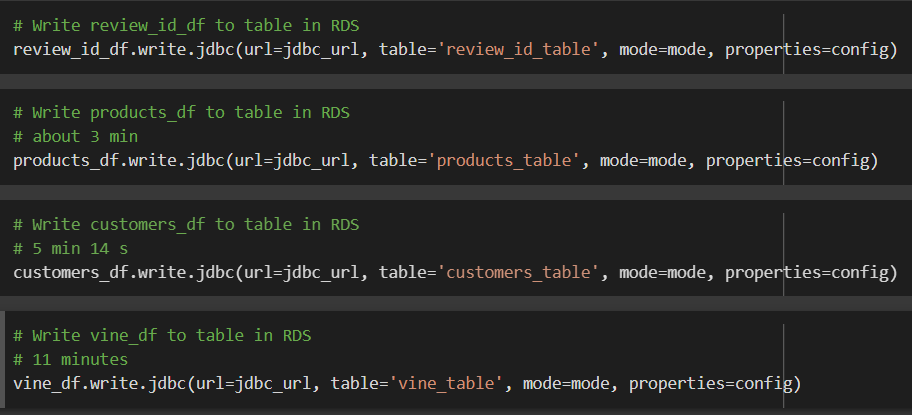 # Write review_id_df to table in RDS
review_id_df.write.jdbc(url=jdbc_url, table='review_id_table', mode=mode, properties=config)
# Write products_df to table in RDS
# about 3 min
products_df.write.jdbc(url=jdbc_url, table='products_table', mode=mode, properties=config)
# Write customers_df to table in RDS
# 5 min 14 s
customers_df.write.jdbc(url=jdbc_url, table='customers_table', mode=mode, properties=config)
# Write vine_df to table in RDS
# 11 minutes
vine_df.write.jdbc(url=jdbc_url, table='vine_table', mode=mode, properties=config)